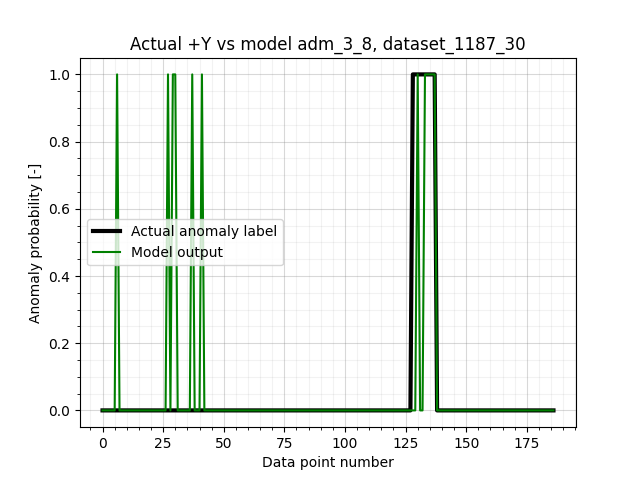 Actual +Y vs model adm_3_8, dataset_1187_30
Anomaly probability [-]
1.0
0.8
0.6
0.4
0.2
0.0
Actual anomaly label
Model output
0 25 50 75 100 125 150 175
Data point number